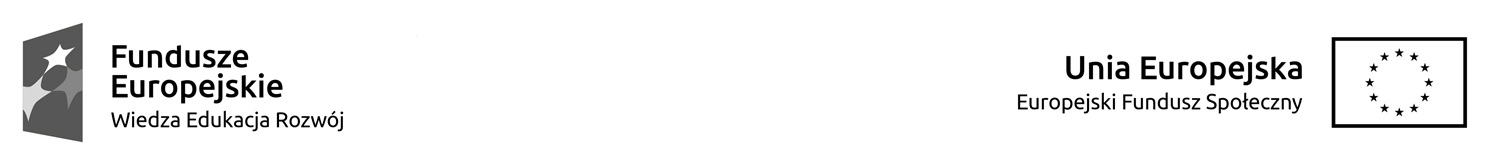 Fundusze
Europejskie
Wiedza Edukacja Rozwój
Unia Europejska
Europejski Fundusz Społeczny